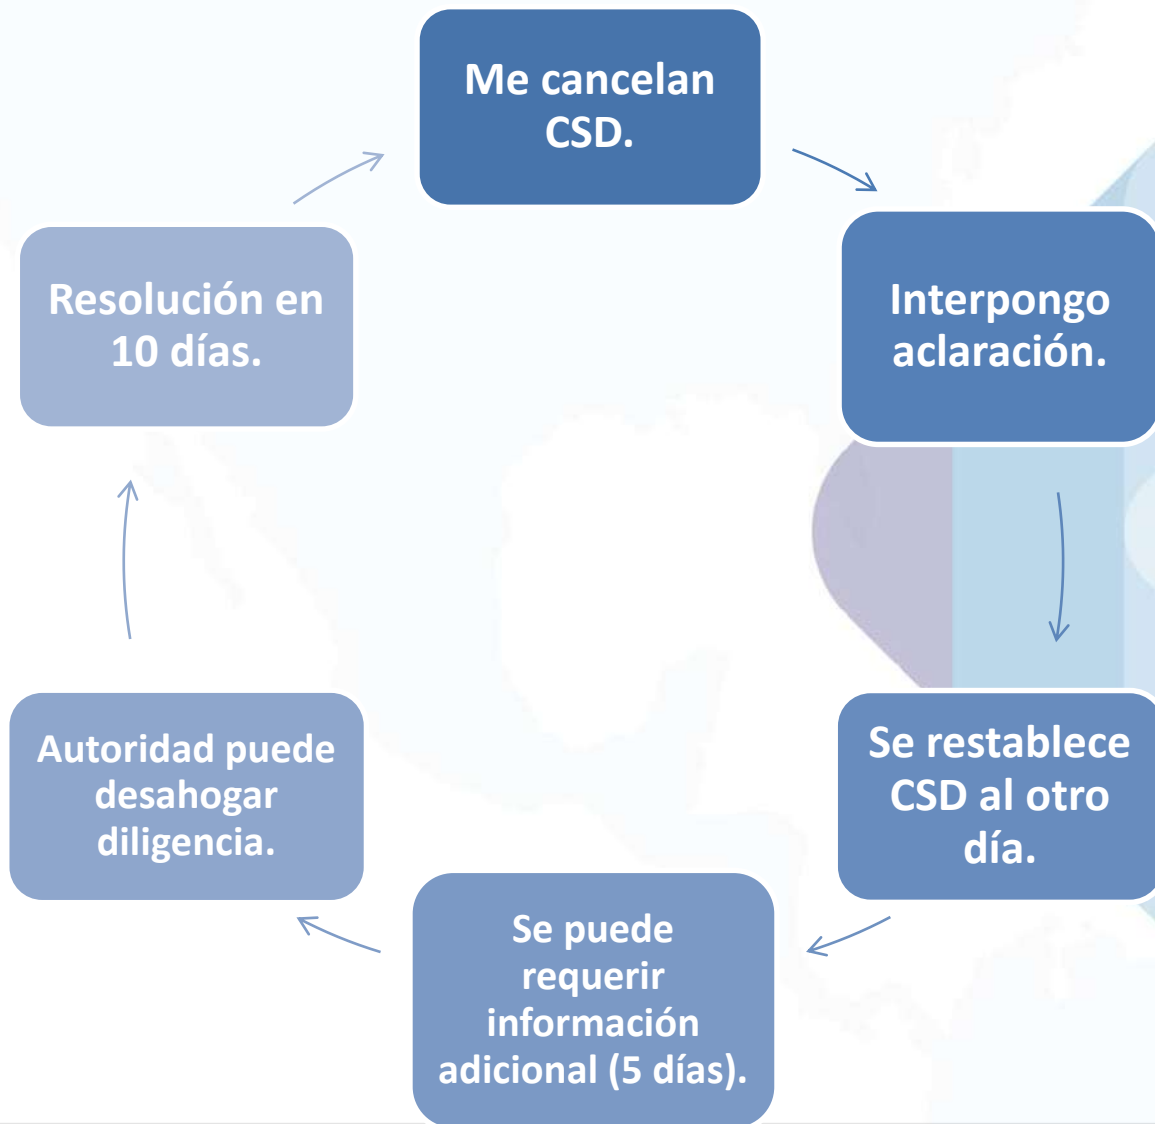 Me cancelan
CSD.
Interpongo
aclaración.
Se restablece
CSD al otro
día.
Se puede
requerir
información
adicional (5 días).
Autoridad puede
desahogar
diligencia.
Resolución en
10 días.